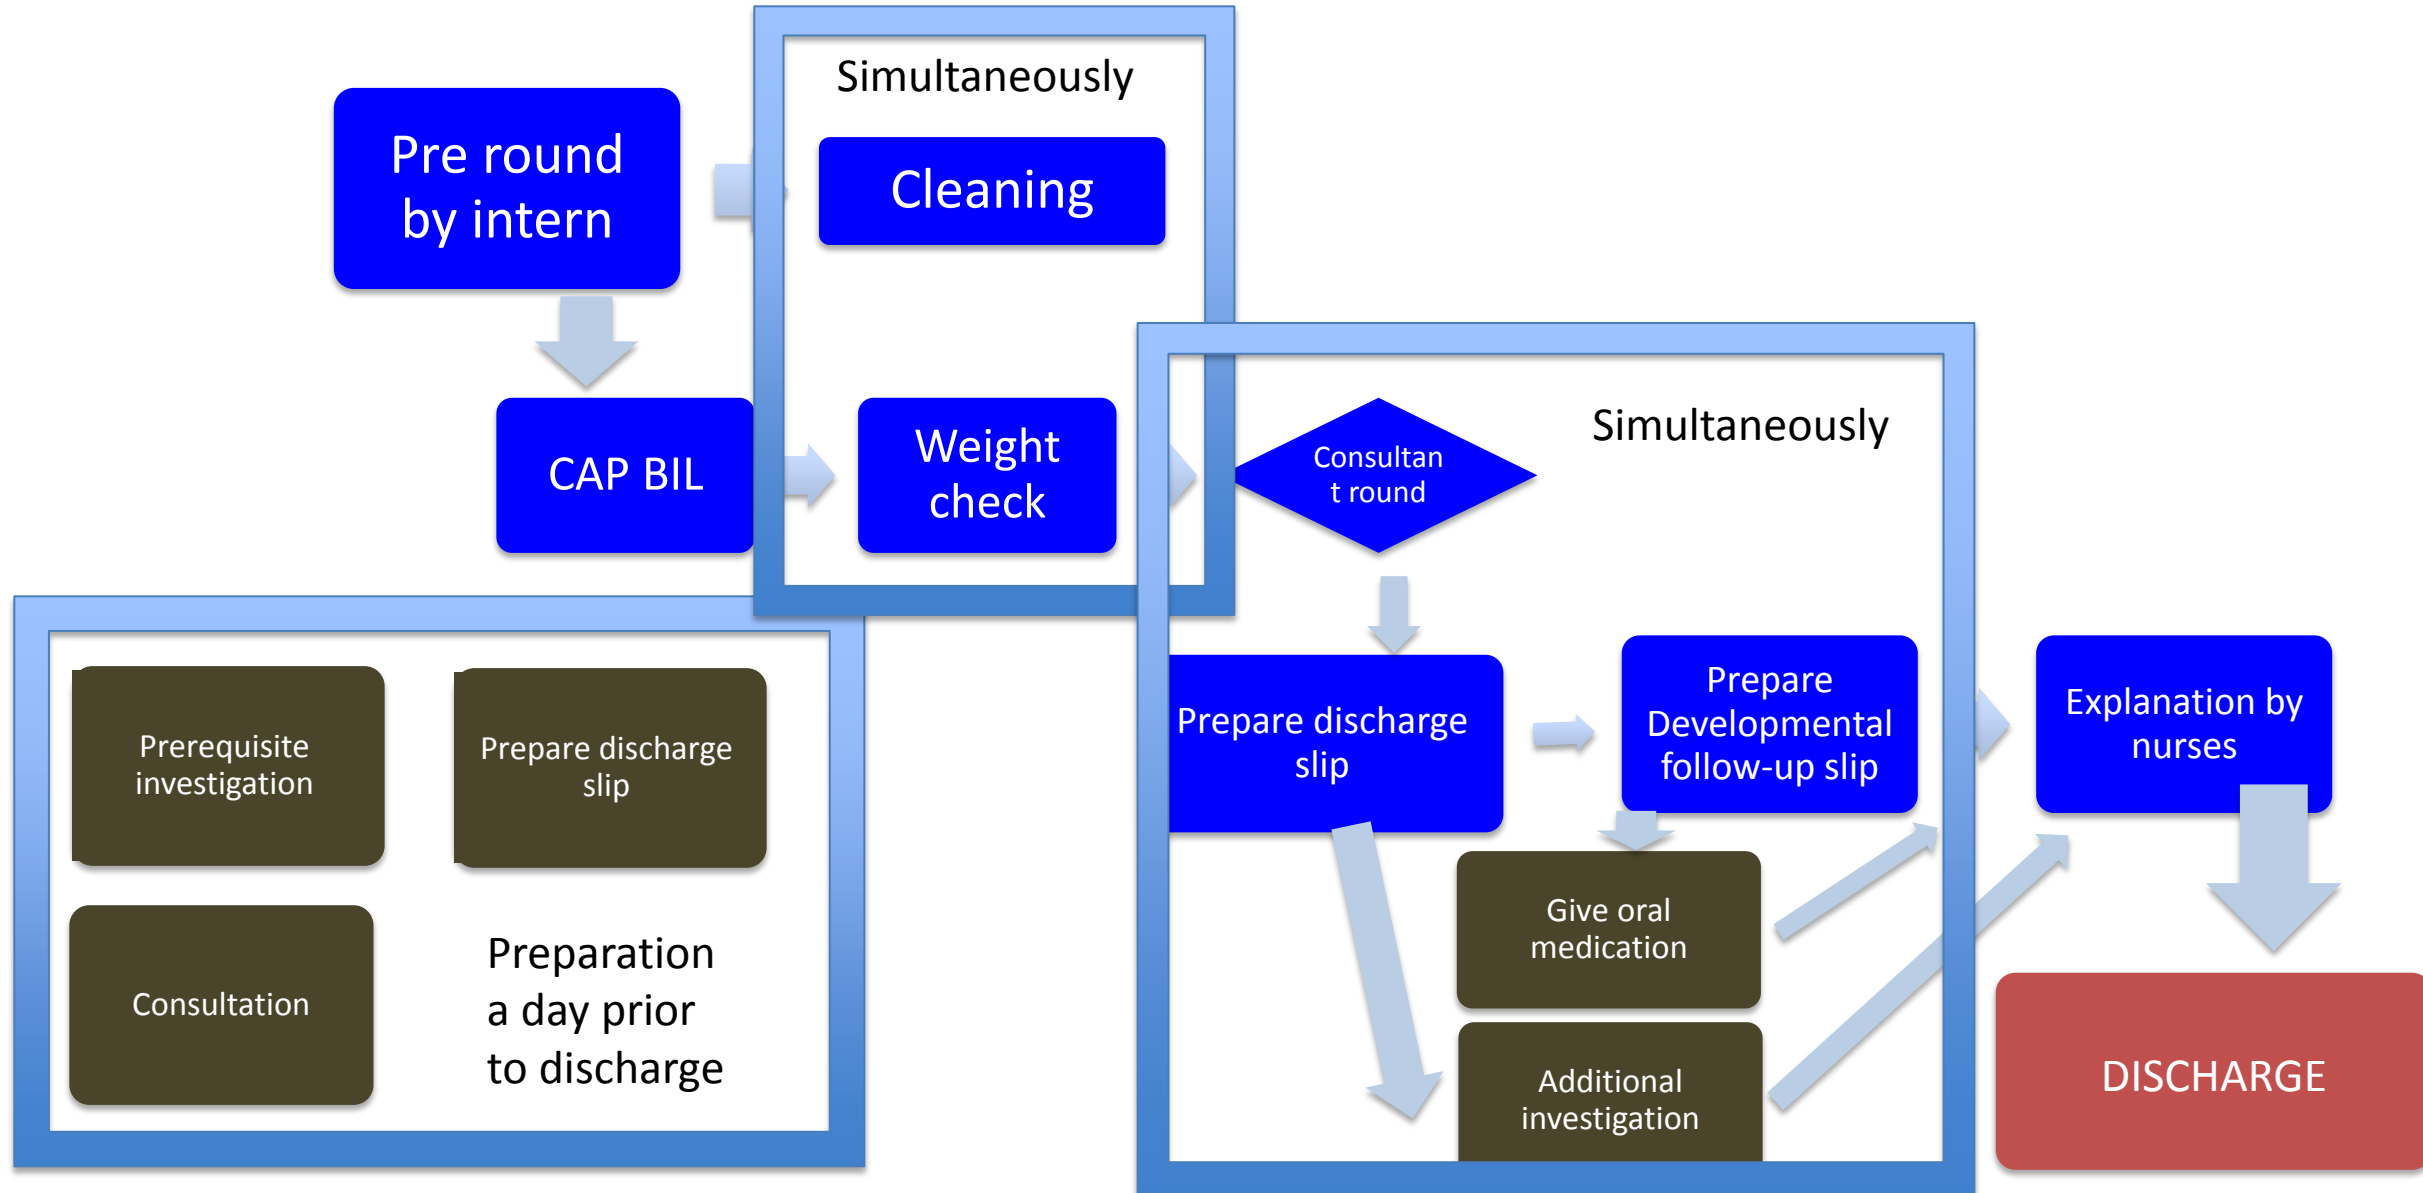 Simultaneously
Pre round
by intern
Cleaning
CAP BIL
Weight
check
Consultan
t round
Simultaneously
Prerequisite
investigation
Prepare discharge
slip
Consultation
Preparation
a day prior
to discharge
Prepare discharge
slip
Prepare
Developmental
follow-up slip
Explanation by
nurses
Give oral
medication
Additional
investigation
DISCHARGE